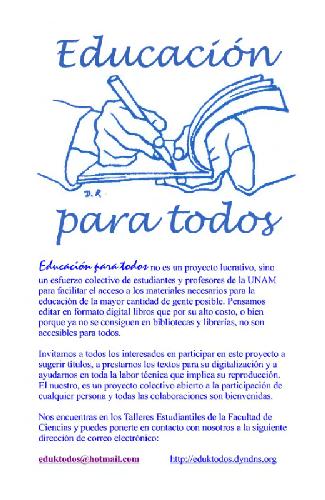 Educación
D. R.
para todos
Educación para todos no es un proyecto lucrativo, sino
un esfuerzo colectivo de estudiantes y profesores de la UNAM
para facilitar el acceso a los materiales necesarios para la
educación de la mayor cantidad de gente posible. Pensamos
editar en formato digital libros que por su alto costo, o bien
porque ya no se consiguen en bibliotecas y librerías, no son
accesibles para todos.
Invitamos a todos los interesados en participar en este proyecto a
sugerir títulos, a prestarnos los textos para su digitalización y a
ayudarnos en toda la labor técnica que implica su reproducción.
El nuestro, es un proyecto colectivo abierto a la participación de
cualquier persona y todas las colaboraciones son bienvenidas.
Nos encuentras en los Talleres Estudiantiles de la Facultad de
Ciencias y puedes ponerte en contacto con nosotros a la siguiente
dirección de correo electrónico:
eduktodos@hotmail.com http://eduktodos.dyndns.org